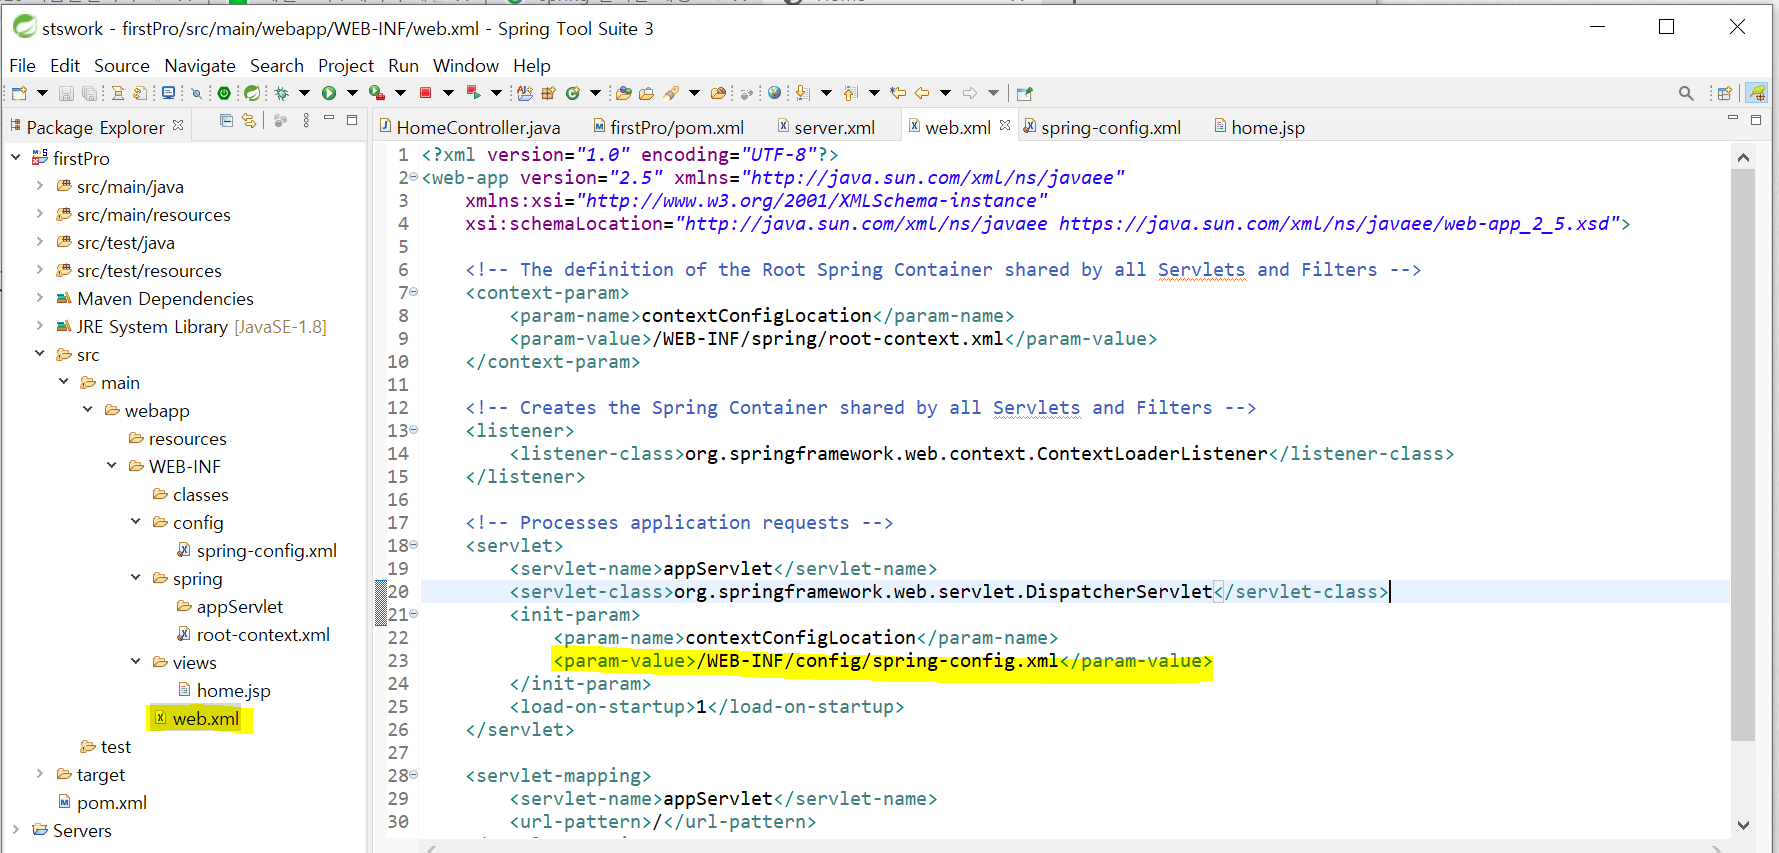 stswork - firstPro/src/main/webapp/WEB-INF/web.xml - Spring Tool Suite 3
File Edit Source Navigate Search Project Run Window Help
Package Explorer
firstPro
src/main/java
src/main/resources
src/test/java
src/test/resources
Maven Dependencies
JRE System Library [JavaSE-1.8]
src
main
webapp
resources
WEB-INF
classes
config
spring-config.xml
spring
appServlet
root-context.xml
views
home.jsp
web.xml
test
target
pom.xml
Servers
HomeController.java firstPro/pom.xml server.xml web.xml spring-config.xml home.jsp
1 <?xml version="1.0" encoding="UTF-8"?>
2 <web-app version="2.5" xmlns="http://java.sun.com/xml/ns/javaee"
3 xmlns:xsi="http://www.w3.org/2001/XMLSchema-instance"
4 xsi:schemaLocation="http://java.sun.com/xml/ns/javaee https://java.sun.com/xml/ns/javaee/web-app_2_5.xsd">
5
6 <!-- The definition of the Root Spring Container shared by all Servlets and Filters -->
7 <context-param>
8 <param-name>contextConfigLocation</param-name>
9 <param-value>/WEB-INF/spring/root-context.xml</param-value>
10 </context-param>
11
12 <!-- Creates the Spring Container shared by all Servlets and Filters -->
13 <listener>
14 <listener-class>org.springframework.web.context.ContextLoaderListener</listener-class>
15 </listener>
16
17 <!-- Processes application requests -->
18 <servlet>
19 <servlet-name>appServlet</servlet-name>
20 <servlet-class>org.springframework.web.servlet.DispatcherServlet</servlet-class>
21 <init-param>
22 <param-name>contextConfigLocation</param-name>
23 <param-value>/WEB-INF/config/spring-config.xml</param-value>
24 </init-param>
25 <load-on-startup>1</load-on-startup>
26 </servlet>
27
28 <servlet-mapping>
29 <servlet-name>appServlet</servlet-name>
30 <url-pattern>/</url-pattern>